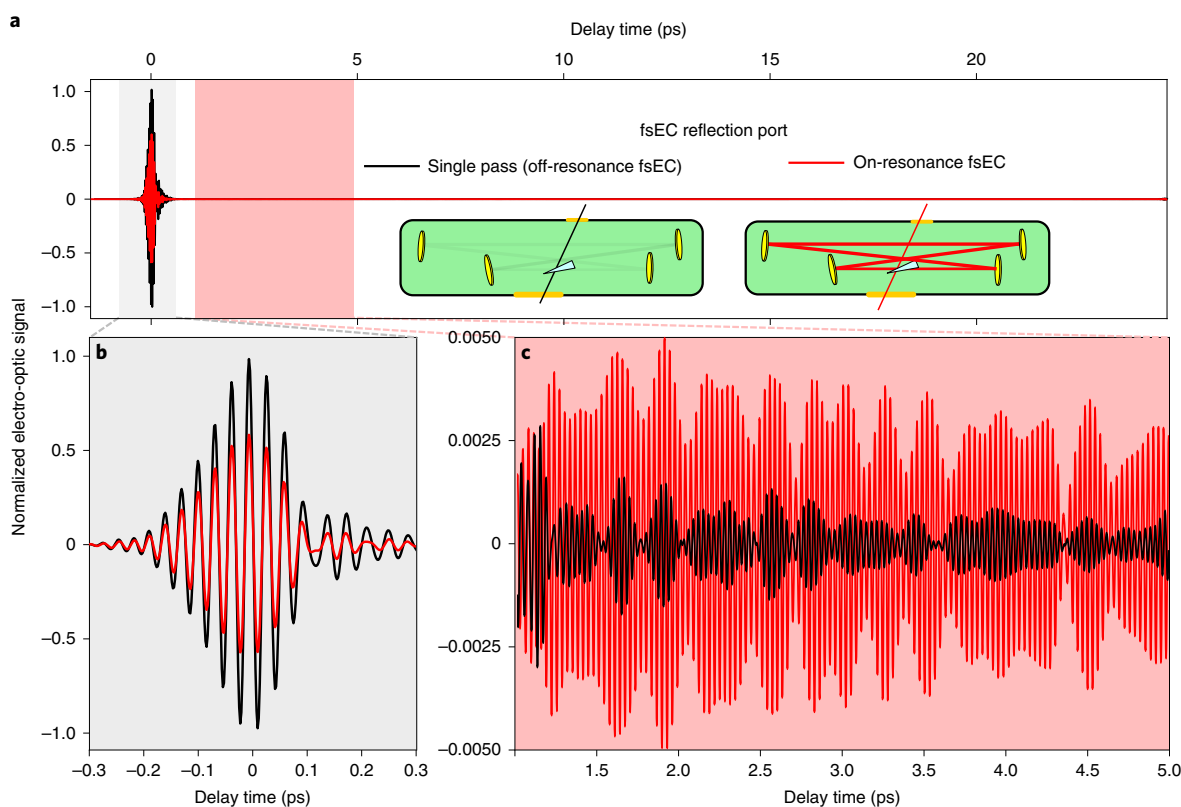 a
Delay time (ps)
0 5 10 15 20
1.0
0.5
0
−0.5
−1.0
fsEC reflection port
Single pass (off-resonance fsEC)
On-resonance fsEC
Normalized electro-optic signal
b
1.0
0.5
0
−0.5
−1.0
−0.3 −0.2 −0.1 0 0.1 0.2 0.3
Delay time (ps)
c
0.0050
0.0025
0
−0.0025
−0.0050
1.5 2.0 2.5 3.0 3.5 4.0 4.5 5.0
Delay time (ps)